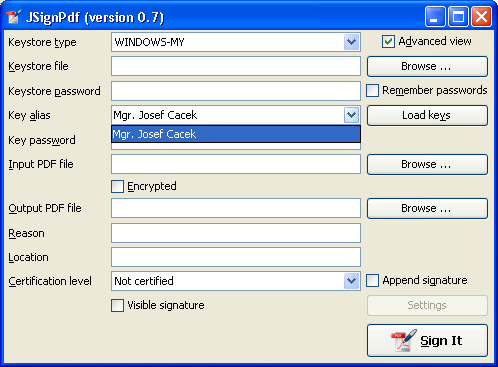 JSignPdf (version 0.7)
Keystore type WINDOWS-MY Advanced view
Keystore file Browse ...
Keystore password Remember passwords
Key alias Mgr. Josef Cacek Load keys
Mgr. Josef Cacek
Key password
Input PDF file Browse ...
Encrypted
Output PDF file Browse ...
Reason
Location
Certification level Not certified Append signature
Visible signature Settings
Sign It